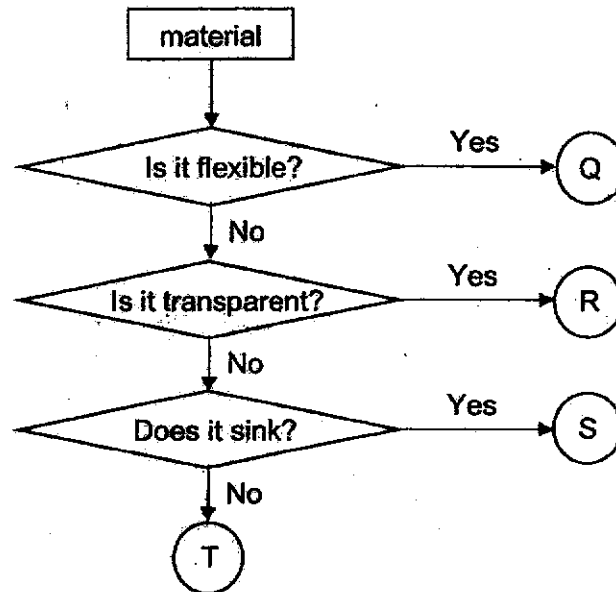 material
Is it flexible?
Yes
Q
No
Is it transparent?
Yes
R
No
Does it sink?
Yes
S
No
T